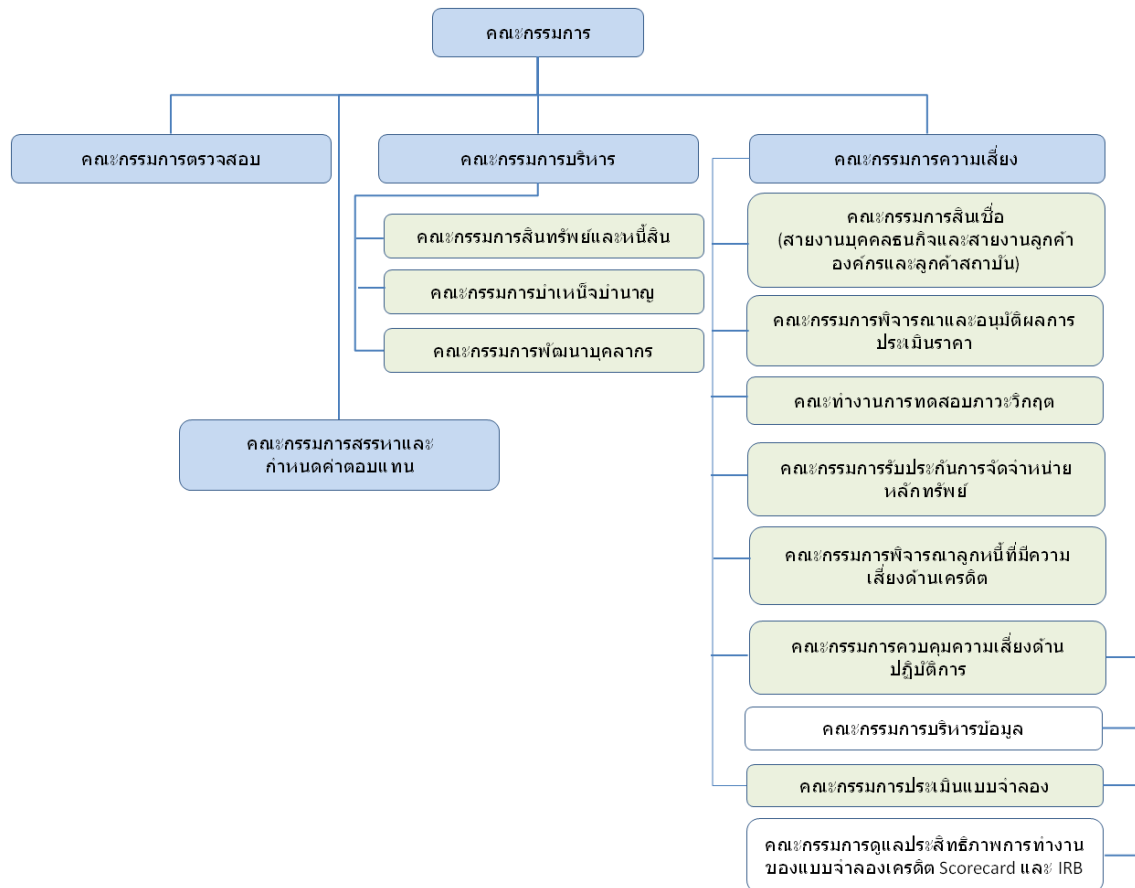 คณะกรรมการ
คณะกรรมการตรวจสอบ
คณะกรรมการบริหาร
คณะกรรมการความเสี่ยง
คณะกรรมการสินทรัพย์และหนี้สิน
คณะกรรมการบำเหน็จบำนาญ
คณะกรรมการพัฒนาบุคลากร
คณะกรรมการสรรหาและ
กำหนดค่าตอบแทน
คณะกรรมการสินเชื่อ
(สายงานบุคคลธนกิจและสายงานลูกค้า
องค์กรและลูกค้าสถาบัน)
คณะกรรมการพิจารณาและอนุมัติผลการ
ประเมินราคา
คณะทำงานการทดสอบภาวะวิกฤต
คณะกรรมการรับประกันการจัดจำหน่าย
หลักทรัพย์
คณะกรรมการพิจารณาลูกหนี้ที่มีความ
เสี่ยงด้านเครดิต
คณะกรรมการควบคุมความเสี่ยงด้าน
ปฏิบัติการ
คณะกรรมการบริหารข้อมูล
คณะกรรมการประเมินแบบจำลอง
คณะกรรมการดูแลประสิทธิภาพการทำงาน
ของแบบจำลองเครดิต Scorecard และ IRB